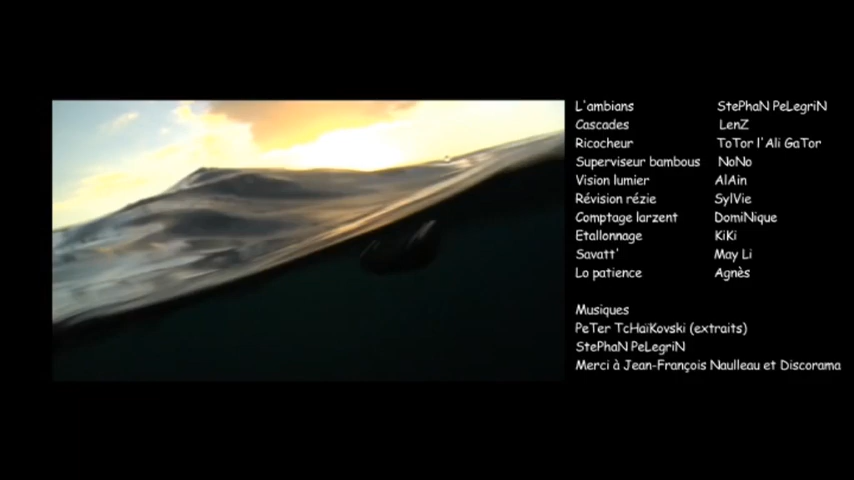 L'ambians StePhaN PeLegriN
Cascades LenZ
Ricocheur ToTor l'Ali GaTor
Superviseur bambous NoNo
Vision lumier AlAin
Révision rézie SylVie
Comptage larzent DomiNique
Etallonnage KiKi
Savatt' May Li
Lo patience Agnès
Musiques
PeTer TcHaïKovski (extraits)
StePhaN PeLegriN
Merci à Jean-François Naulleau et Discorama